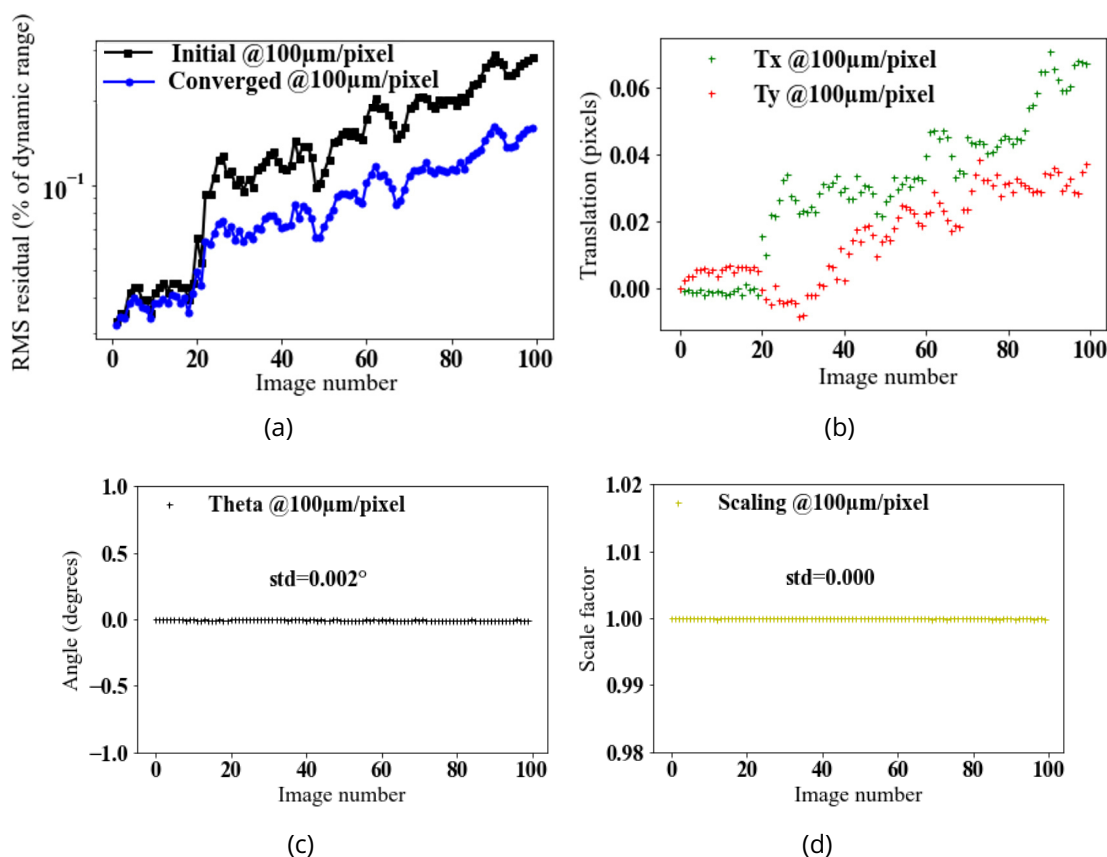 RMS residual (% of dynamic range)
Initial @100µm/pixel
Converged @100µm/pixel
10⁻¹
0 20 40 60 80 100
Image number
(a)
Translation (pixels)
Tx @100µm/pixel
Ty @100µm/pixel
0.06
0.04
0.02
0.00
0 20 40 60 80 100
Image number
(b)
Angle (degrees)
Theta @100µm/pixel
std=0.002°
1.0
0.5
0.0
−0.5
−1.0
0 20 40 60 80 100
Image number
(c)
Scale factor
Scaling @100µm/pixel
std=0.000
1.02
1.01
1.00
0.99
0.98
0 20 40 60 80 100
Image number
(d)